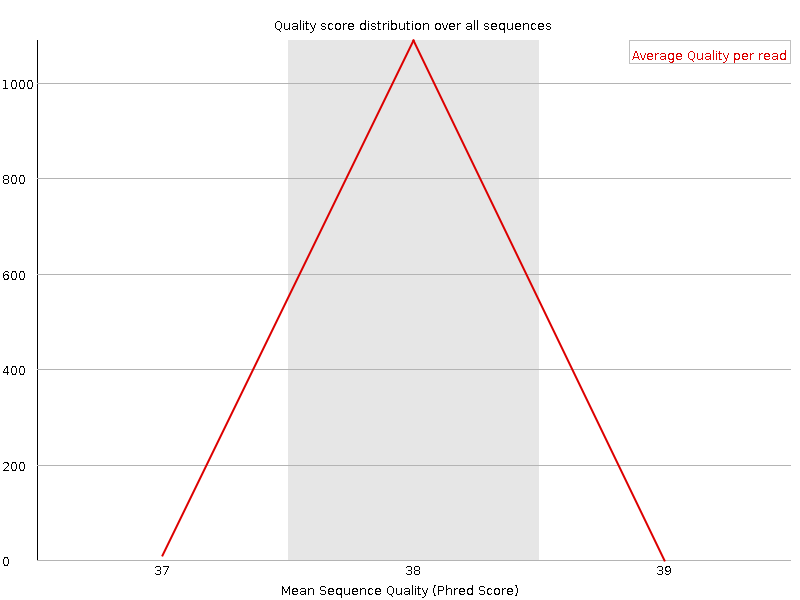 Quality score distribution over all sequences
Average Quality per read
1000
800
600
400
200
0
37 38 39
Mean Sequence Quality (Phred Score)